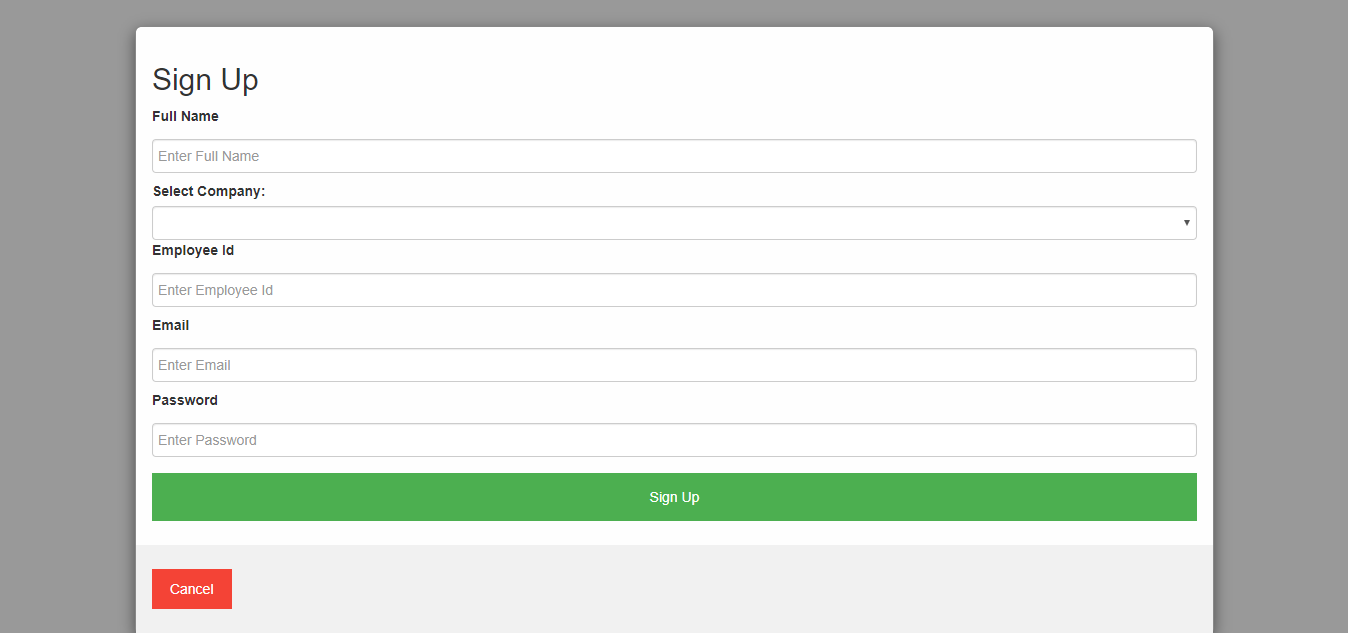 Sign Up
Full Name
Enter Full Name
Select Company:
Employee Id
Enter Employee Id
Email
Enter Email
Password
Enter Password
Sign Up
Cancel